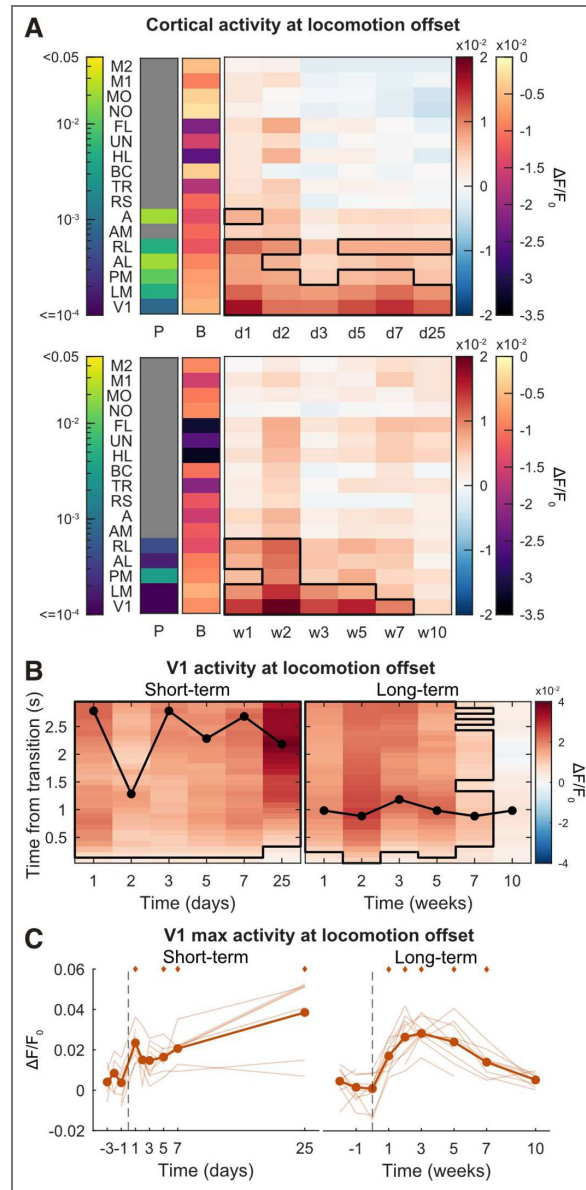 A
Cortical activity at locomotion offset
<0.05
10⁻²
10⁻³
<=10⁻⁴
M2
M1
MO
NO
FL
UN
HL
BC
TR
RS
A
AM
RL
AL
PM
LM
V1
P
B
d1 d2 d3 d5 d7 d25
x10⁻²
2
1
0
-1
-2
x10⁻²
0
-0.5
-1
-1.5
-2
-2.5
-3
-3.5
ΔF/F₀
<0.05
10⁻²
10⁻³
<=10⁻⁴
M2
M1
MO
NO
FL
UN
HL
BC
TR
RS
A
AM
RL
AL
PM
LM
V1
P
B
w1 w2 w3 w5 w7 w10
x10⁻²
2
1
0
-1
-2
x10⁻²
0
-0.5
-1
-1.5
-2
-2.5
-3
-3.5
ΔF/F₀
B
V1 activity at locomotion offset
Short-term
Long-term
Time from transition (s)
2.5
2
1.5
1
0.5
1 2 3 5 7 25
Time (days)
1 2 3 5 7 10
Time (weeks)
x10⁻²
4
2
0
-2
-4
ΔF/F₀
C
V1 max activity at locomotion offset
Short-term
Long-term
ΔF/F₀
0.06
0.04
0.02
0
-0.02
-3 -1 1 3 5 7 25
Time (days)
-1 1 3 5 7 10
Time (weeks)